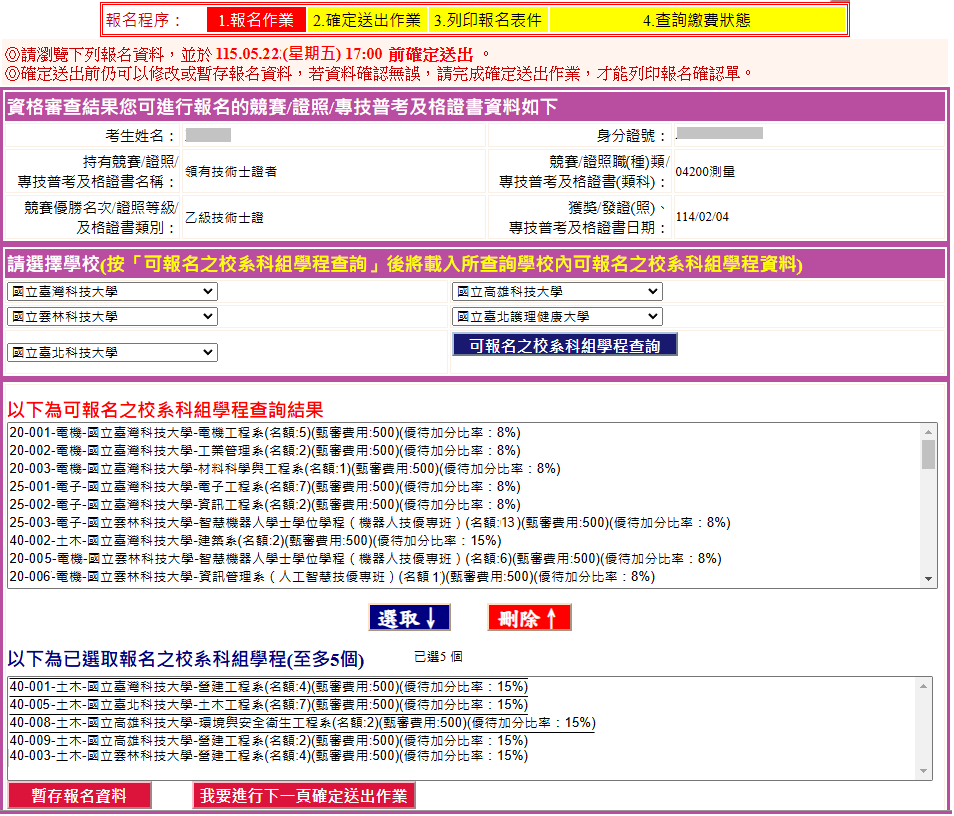 報名程序： 1.報名作業 2.確定送出作業 3.列印報名表件 4.查詢繳費狀態
◎請瀏覽下列報名資料，並於 115.05.22.(星期五) 17:00 前確定送出 。
◎確定送出前仍可以修改或暫存報名資料，若資料確認無誤，請完成確定送出作業，才能列印報名確認單。
資格審查結果您可進行報名的競賽/證照/專技普考及格證書資料如下
考生姓名： 身分證號：
持有競賽/證照/
專技普考及格證書名稱： 領有技術士證者
競賽/證照職(種)類/
專技普考及格證書(類科)： 04200測量
競賽優勝名次/證照等級/
及格證書類別： 乙級技術士證
獲獎/發證(照)、
專技普考及格證書日期： 114/02/04
請選擇學校(按「可報名之校系科組學程查詢」後將載入所查詢學校內可報名之校系科組學程資料)
國立臺灣科技大學 國立高雄科技大學
國立雲林科技大學 國立臺北護理健康大學
國立臺北科技大學 可報名之校系科組學程查詢
以下為可報名之校系科組學程查詢結果
20-001-電機-國立臺灣科技大學-電機工程系(名額:5)(甄審費用:500)(優待加分比率：8%)
20-002-電機-國立臺灣科技大學-工業管理系(名額:2)(甄審費用:500)(優待加分比率：8%)
20-003-電機-國立臺灣科技大學-材料科學與工程系(名額:1)(甄審費用:500)(優待加分比率：8%)
25-001-電子-國立臺灣科技大學-電子工程系(名額:7)(甄審費用:500)(優待加分比率：8%)
25-002-電子-國立臺灣科技大學-資訊工程系(名額:2)(甄審費用:500)(優待加分比率：8%)
25-003-電子-國立雲林科技大學-智慧機器人學士學位學程（機器人技優專班）(名額:13)(甄審費用:500)(優待加分比率：8%)
40-002-土木-國立臺灣科技大學-建築系(名額:2)(甄審費用:500)(優待加分比率：15%)
20-005-電機-國立雲林科技大學-智慧機器人學士學位學程（機器人技優專班）(名額:6)(甄審費用:500)(優待加分比率：8%)
20-006-電機-國立雲林科技大學-資訊管理系（人工智慧技優專班）(名額 1)(甄審費用:500)(優待加分比率：8%)
選取↓ 刪除↑
以下為已選取報名之校系科組學程(至多5個) 已選5 個
40-001-土木-國立臺灣科技大學-營建工程系(名額:4)(甄審費用:500)(優待加分比率：15%)
40-005-土木-國立臺北科技大學-土木工程系(名額:7)(甄審費用:500)(優待加分比率：15%)
40-008-土木-國立高雄科技大學-環境與安全衛生工程系(名額:2)(甄審費用:500)(優待加分比率：15%)
40-009-土木-國立高雄科技大學-營建工程系(名額:2)(甄審費用:500)(優待加分比率：15%)
40-003-土木-國立雲林科技大學-營建工程系(名額:4)(甄審費用:500)(優待加分比率：15%)
暫存報名資料 我要進行下一頁確定送出作業